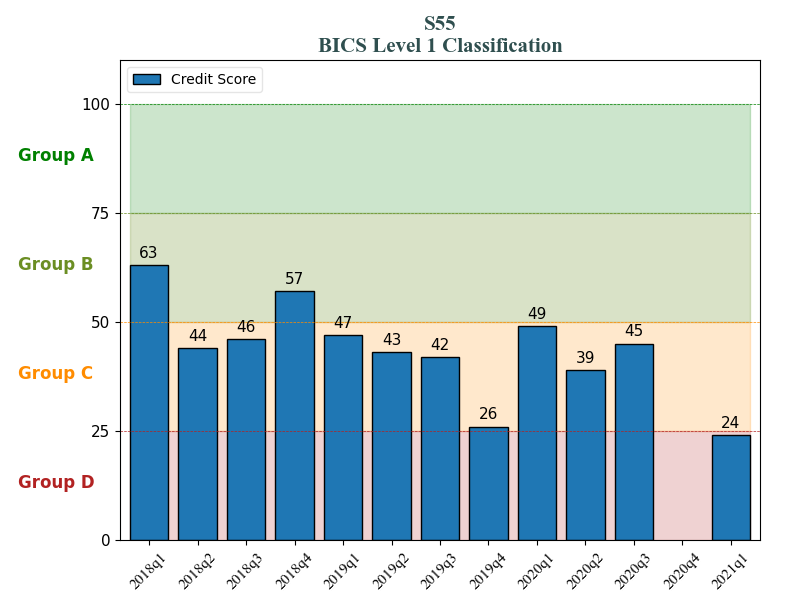 S55
BICS Level 1 Classification
Credit Score
100
Group A
75
Group B
50
Group C
25
Group D
0
63
44
46
57
47
43
42
26
49
39
45
24
2018q1
2018q2
2018q3
2018q4
2019q1
2019q2
2019q3
2019q4
2020q1
2020q2
2020q3
2020q4
2021q1